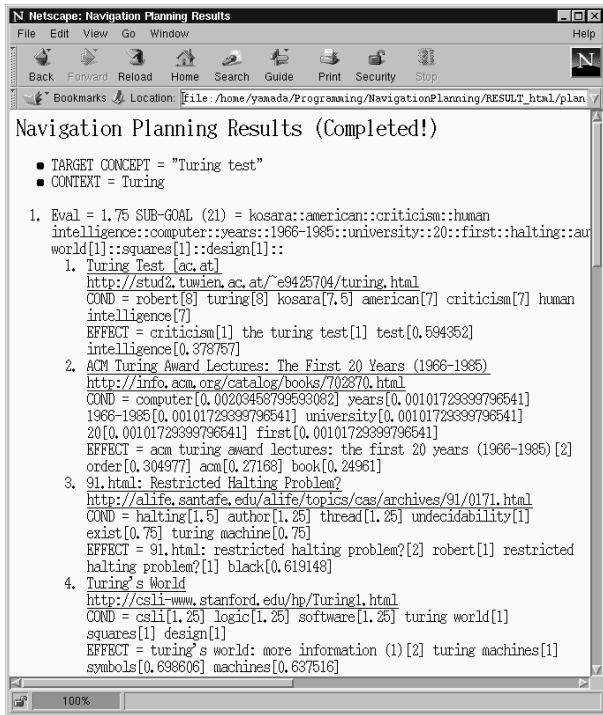 Netscape: Navigation Planning Results
File Edit View Go Window Help
Back Forward Reload Home Search Guide Print Security Stop
N
Bookmarks Location: file:/home/yamada/Programming/NavigationPlanning/RESULT_html/plan
Navigation Planning Results (Completed!)
● TARGET CONCEPT = "Turing test"
● CONTEXT = Turing
1. Eval = 1.75 SUB-GOAL (21) = kosara::american::criticism::human
intelligence::computer::years::1966-1985::university::20::first::halting::au
world[1]::squares[1]::design[1]::
1. Turing Test [ac.at]
http://stud2.tuwien.ac.at/~e9425704/turing.html
COND = robert[8] turing[8] kosara[7.5] american[7] criticism[7] human
intelligence[7]
EFFECT = criticism[1] the turing test[1] test[0.594352]
intelligence[0.378757]
2. ACM Turing Award Lectures: The First 20 Years (1966-1985)
http://info.acm.org/catalog/books/702870.html
COND = computer[0.00203458799593082] years[0.00101729399796541]
1966-1985[0.00101729399796541] university[0.00101729399796541]
20[0.00101729399796541] first[0.00101729399796541]
EFFECT = acm turing award lectures: the first 20 years (1966-1985)[2]
order[0.304977] acm[0.27168] book[0.24961]
3. 91.html: Restricted Halting Problem?
http://alife.santafe.edu/alife/topics/cas/archives/91/0171.html
COND = halting[1.5] author[1.25] thread[1.25] undecidability[1]
exist[0.75] turing machine[0.75]
EFFECT = 91.html: restricted halting problem?[2] robert[1] restricted
halting problem?[1] black[0.619148]
4. Turing's World
http://csli-www.stanford.edu/hp/Turing1.html
COND = csli[1.25] logic[1.25] software[1.25] turing world[1]
squares[1] design[1]
EFFECT = turing's world: more information (1)[2] turing machines[1]
symbols[0.698606] machines[0.637516]
100%